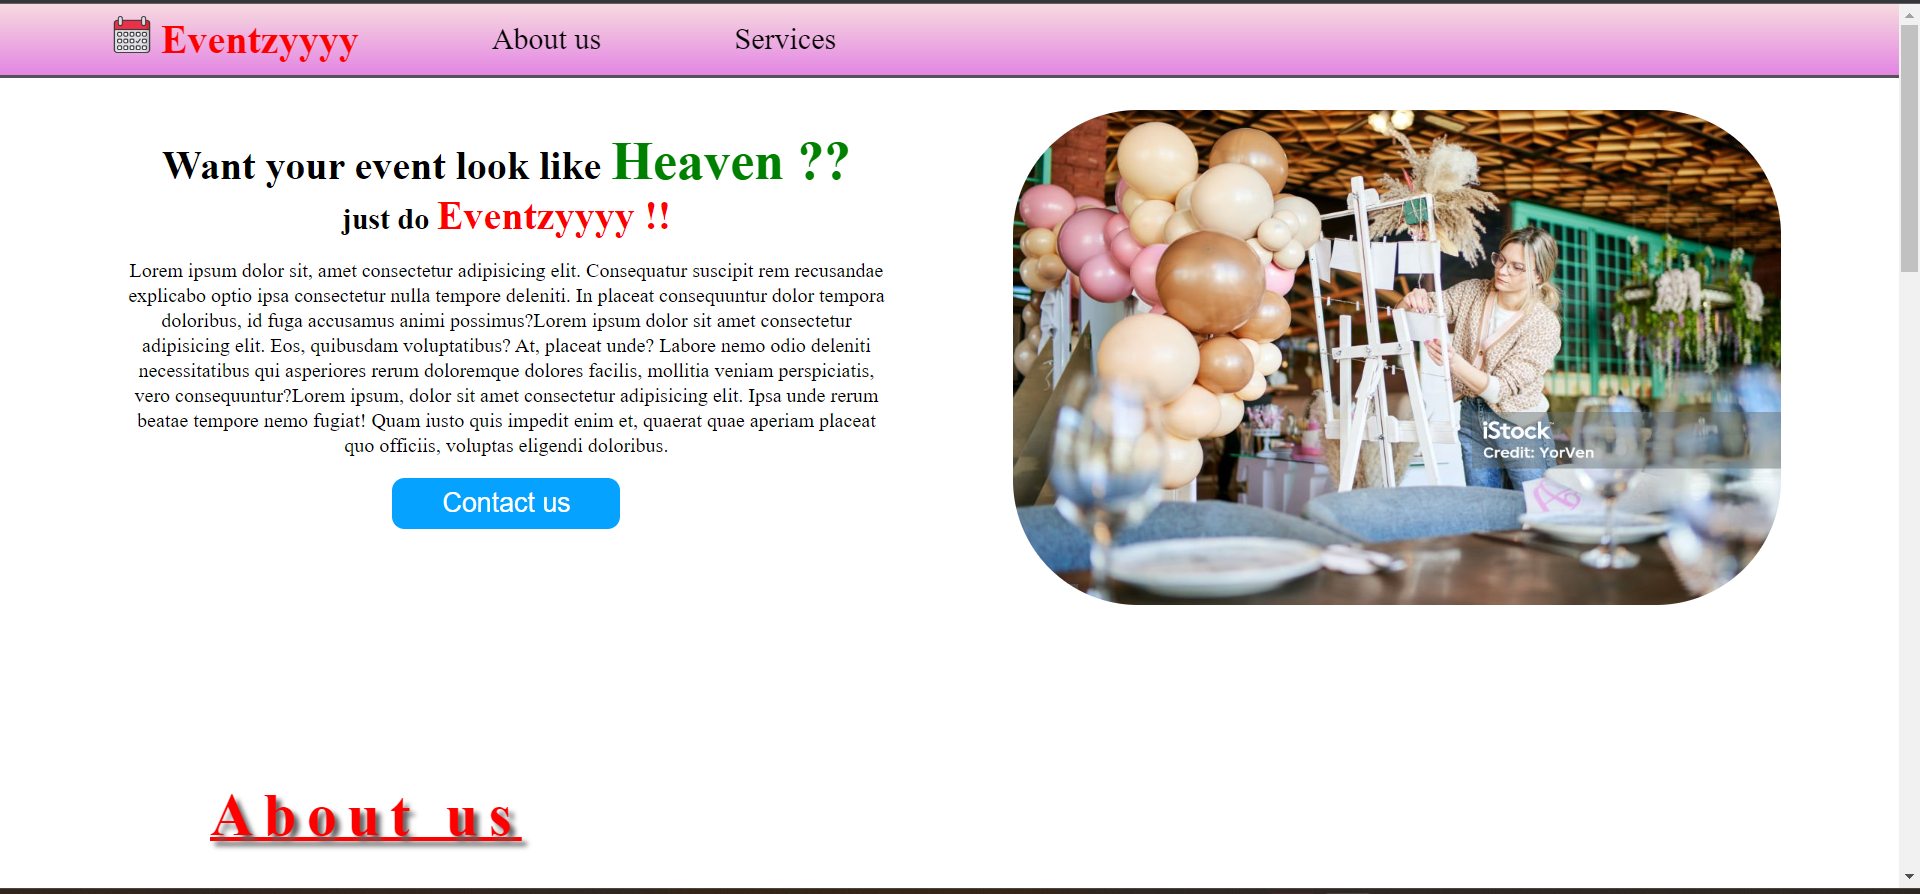 Eventzyyyy About us Services
Want your event look like Heaven ??
just do Eventzyyyy !!
Lorem ipsum dolor sit, amet consectetur adipisicing elit. Consequatur suscipit rem recusandae
explicabo optio ipsa consectetur nulla tempore deleniti. In placeat consequuntur dolor tempora
doloribus, id fuga accusamus animi possimus?Lorem ipsum dolor sit amet consectetur
adipisicing elit. Eos, quibusdam voluptatibus? At, placeat unde? Labore nemo odio deleniti
necessitatibus qui asperiores rerum doloremque dolores facilis, mollitia veniam perspiciatis,
vero consequuntur?Lorem ipsum, dolor sit amet consectetur adipisicing elit. Ipsa unde rerum
beatae tempore nemo fugiat! Quam iusto quis impedit enim et, quaerat quae aperiam placeat
quo officiis, voluptas eligendi doloribus.
Contact us
iStock
Credit: YorVen
About us